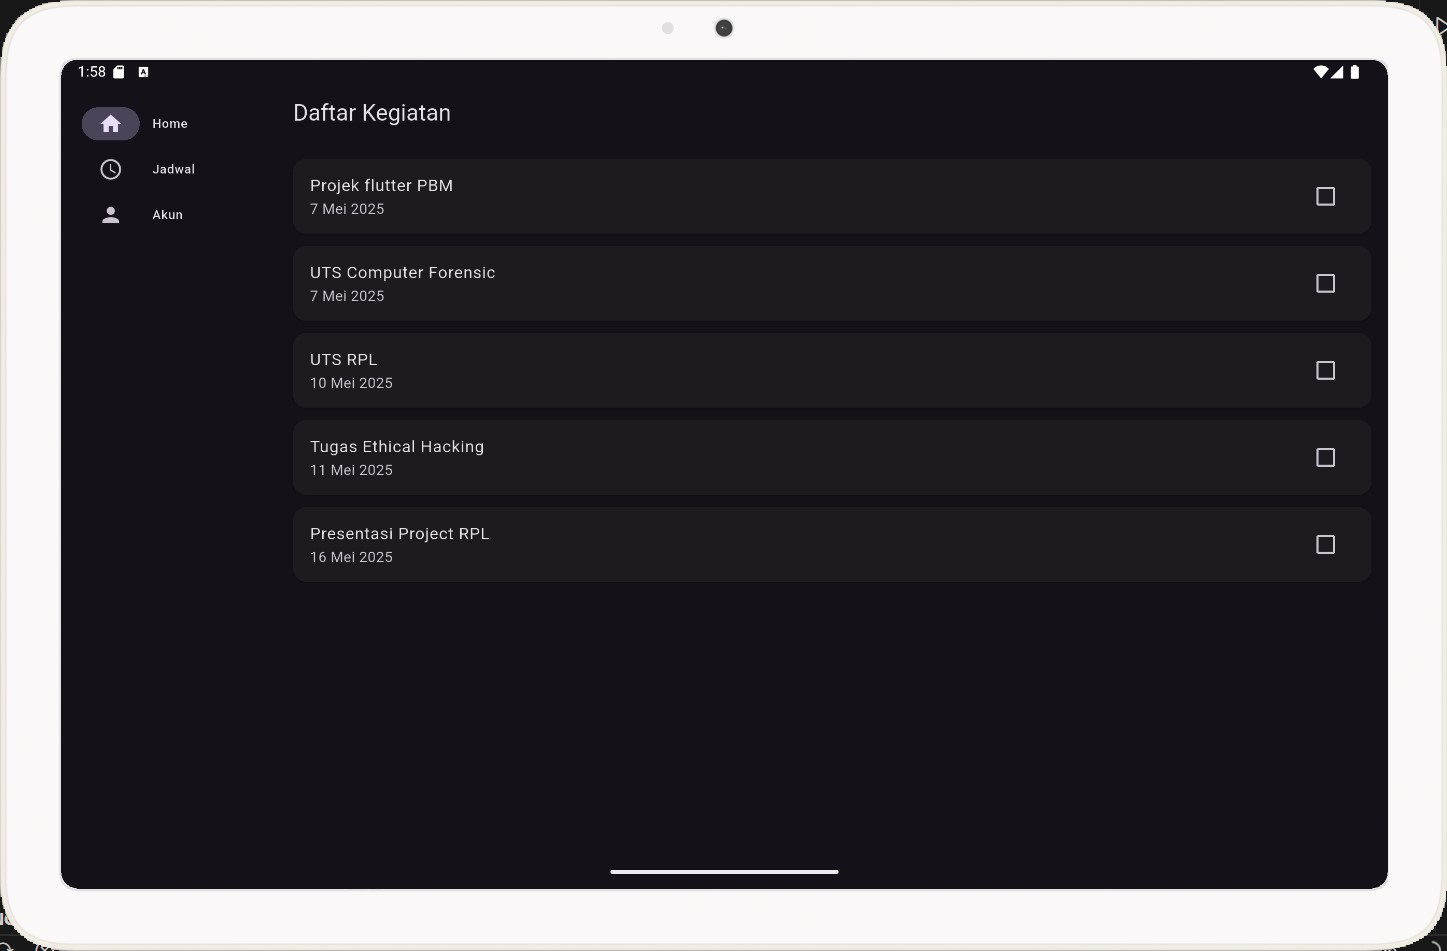 1:58
Home
Jadwal
Akun
Daftar Kegiatan
Projek flutter PBM
7 Mei 2025
UTS Computer Forensic
7 Mei 2025
UTS RPL
10 Mei 2025
Tugas Ethical Hacking
11 Mei 2025
Presentasi Project RPL
16 Mei 2025